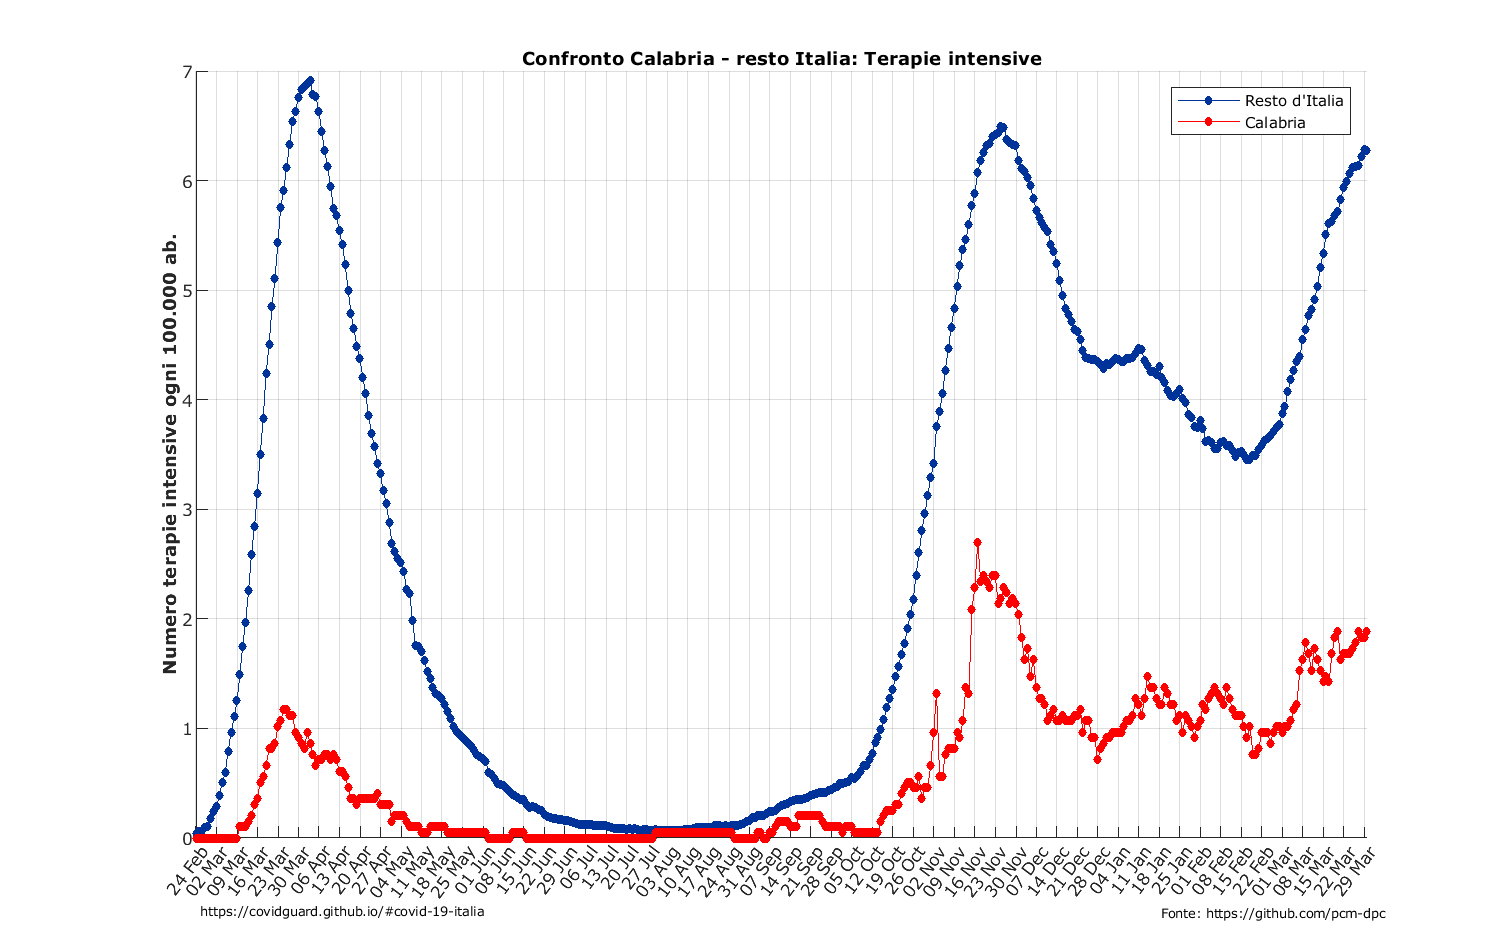 Confronto Calabria - resto Italia: Terapie intensive
Resto d'Italia
Calabria
Numero terapie intensive ogni 100.000 ab.
7
6
5
4
3
2
1
0
24 Feb
02 Mar
09 Mar
16 Mar
23 Mar
30 Mar
06 Apr
13 Apr
20 Apr
27 Apr
04 May
11 May
18 May
25 May
01 Jun
08 Jun
15 Jun
22 Jun
29 Jun
06 Jul
13 Jul
20 Jul
27 Jul
03 Aug
10 Aug
17 Aug
24 Aug
31 Aug
07 Sep
14 Sep
21 Sep
28 Sep
05 Oct
12 Oct
19 Oct
26 Oct
02 Nov
09 Nov
16 Nov
23 Nov
30 Nov
07 Dec
14 Dec
21 Dec
28 Dec
04 Jan
11 Jan
18 Jan
25 Jan
01 Feb
08 Feb
15 Feb
22 Feb
01 Mar
08 Mar
15 Mar
22 Mar
29 Mar
https://covidguard.github.io/#covid-19-italia
Fonte: https://github.com/pcm-dpc